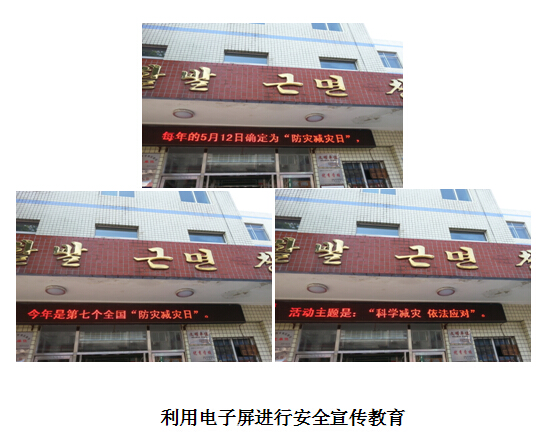 활발 근면
每年的5月12日确定为“防灾减灾日”，
활발 근면
今年是第七个全国“防灾减灾日”。
활발 근면
活动主题是：“科学减灾 依法应对”。
利用电子屏进行安全宣传教育